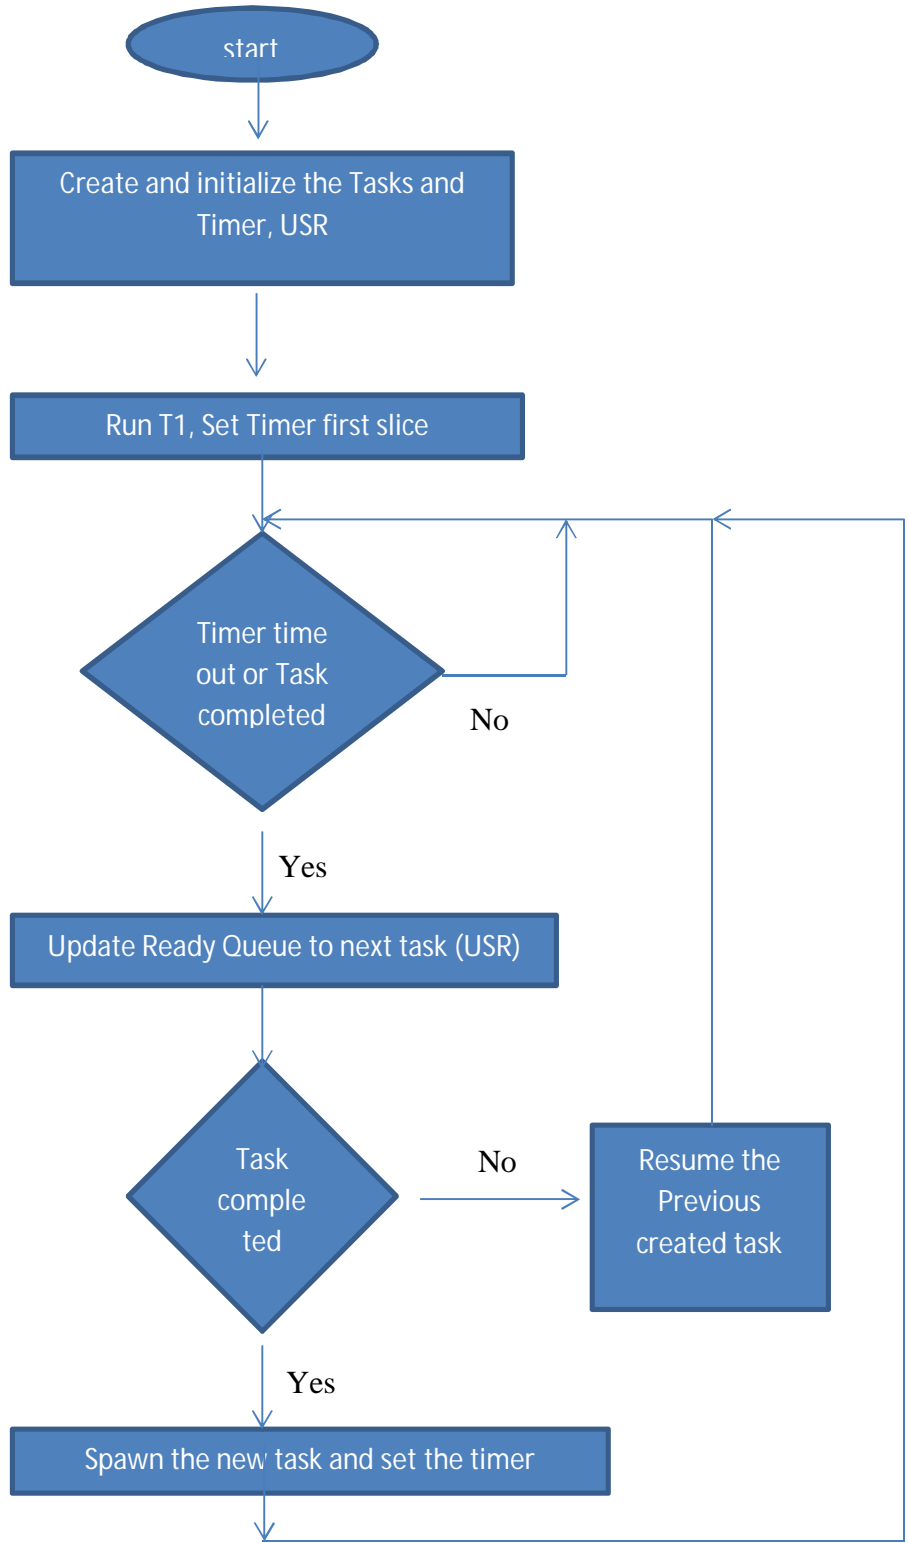 start
Create and initialize the Tasks and
Timer, USR
Run T1, Set Timer first slice
Timer time
out or Task
completed
No
Yes
Update Ready Queue to next task (USR)
Task
comple
ted
No
Resume the
Previous
created task
Yes
Spawn the new task and set the timer